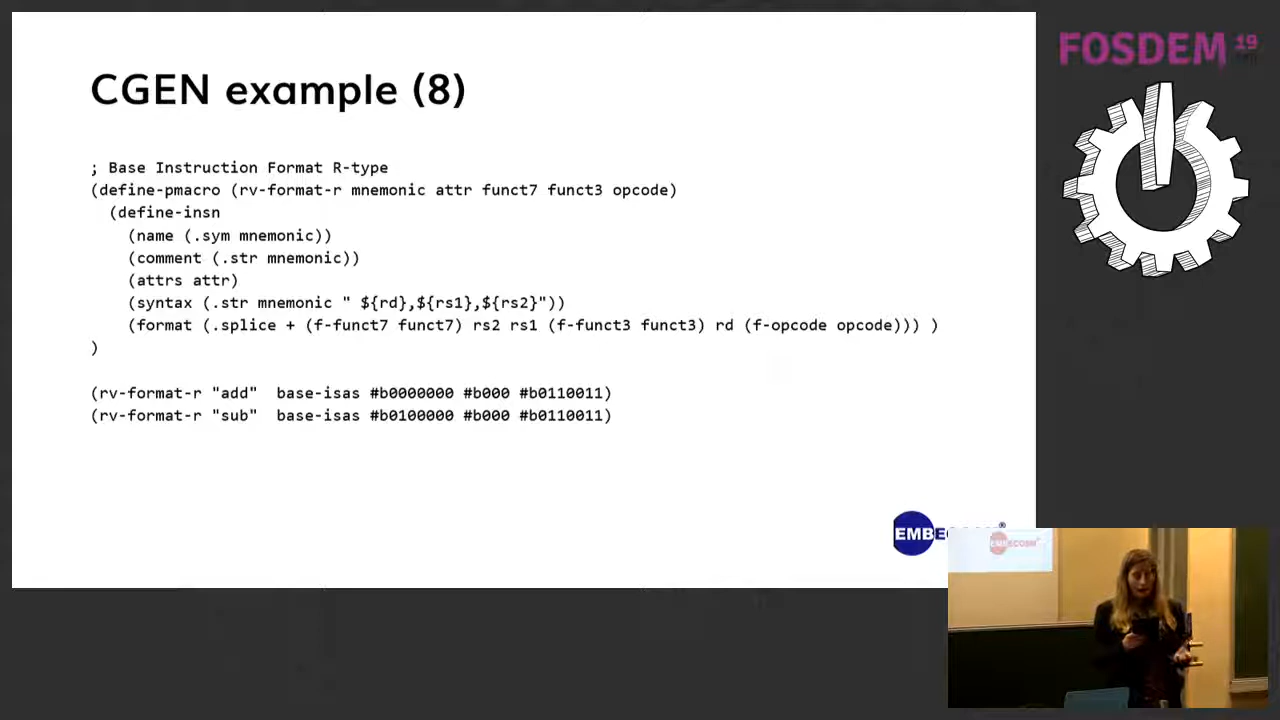 CGEN example (8)
; Base Instruction Format R-type
(define-pmacro (rv-format-r mnemonic attr funct7 funct3 opcode)
(define-insn
(name (.sym mnemonic))
(comment (.str mnemonic))
(attrs attr)
(syntax (.str mnemonic " ${rd},${rs1},${rs2}"))
(format (.splice + (f-funct7 funct7) rs2 rs1 (f-funct3 funct3) rd (f-opcode opcode))) )
)
(rv-format-r "add" base-isas #b0000000 #b000 #b0110011)
(rv-format-r "sub" base-isas #b0100000 #b000 #b0110011)
FOSDEM 19
EMBECOSM®